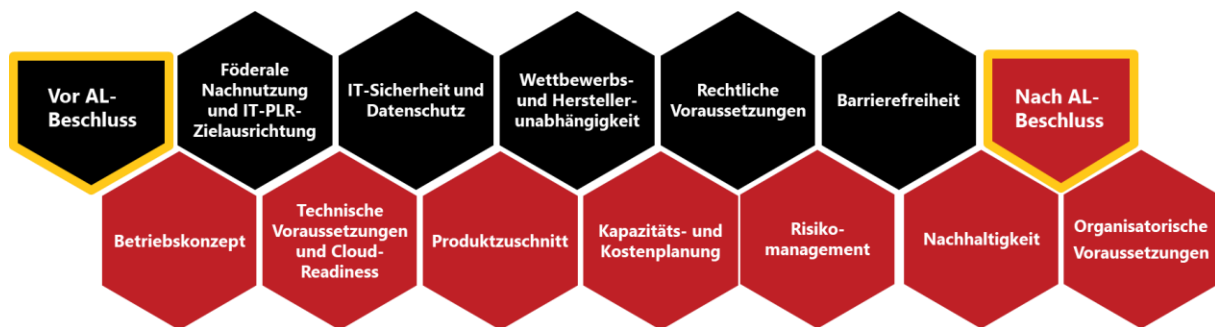 Vor AL-
Beschluss
Föderale
Nachnutzung
und IT-PLR-
Zielausrichtung
IT-Sicherheit und
Datenschutz
Wettbewerbs-
und Hersteller-
unabhängigkeit
Rechtliche
Voraussetzungen
Barrierefreiheit
Nach AL-
Beschluss
Betriebskonzept
Technische
Voraussetzungen
und Cloud-
Readiness
Produktzuschnitt
Kapazitäts- und
Kostenplanung
Risiko-
management
Nachhaltigkeit
Organisatorische
Voraussetzungen